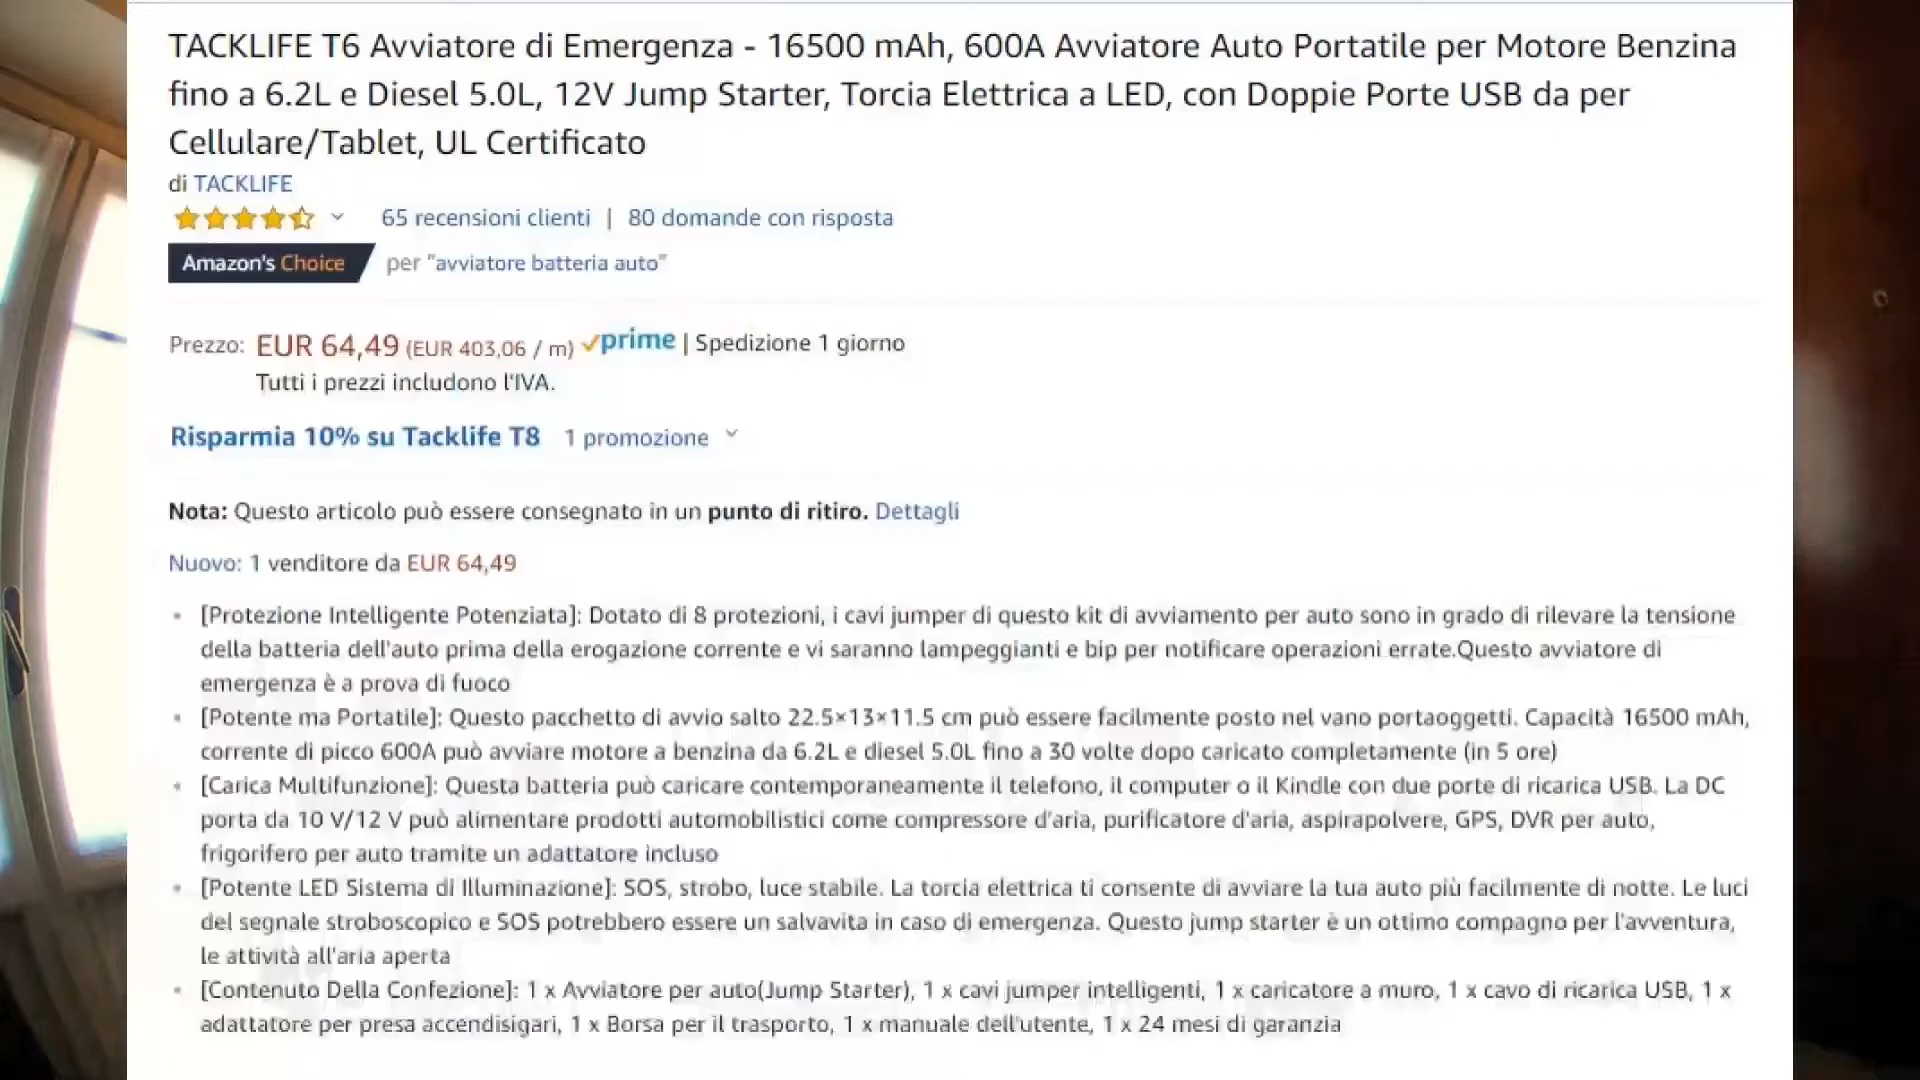 TACKLIFE T6 Avviatore di Emergenza - 16500 mAh, 600A Avviatore Auto Portatile per Motore Benzina
fino a 6.2L e Diesel 5.0L, 12V Jump Starter, Torcia Elettrica a LED, con Doppie Porte USB da per
Cellulare/Tablet, UL Certificato
di TACKLIFE
65 recensioni clienti | 80 domande con risposta
Amazon's Choice per "avviatore batteria auto"
Prezzo: EUR 64,49 (EUR 403,06 / m) prime | Spedizione 1 giorno
Tutti i prezzi includono l'IVA.
Risparmia 10% su Tacklife T8 1 promozione
Nota: Questo articolo può essere consegnato in un punto di ritiro. Dettagli
Nuovo: 1 venditore da EUR 64,49
• [Protezione Intelligente Potenziata]: Dotato di 8 protezioni, i cavi jumper di questo kit di avviamento per auto sono in grado di rilevare la tensione
della batteria dell'auto prima della erogazione corrente e vi saranno lampeggianti e bip per notificare operazioni errate.Questo avviatore di
emergenza è a prova di fuoco
• [Potente ma Portatile]: Questo pacchetto di avvio salto 22.5×13×11.5 cm può essere facilmente posto nel vano portaoggetti. Capacità 16500 mAh,
corrente di picco 600A può avviare motore a benzina da 6.2L e diesel 5.0L fino a 30 volte dopo caricato completamente (in 5 ore)
• [Carica Multifunzione]: Questa batteria può caricare contemporaneamente il telefono, il computer o il Kindle con due porte di ricarica USB. La DC
porta da 10 V/12 V può alimentare prodotti automobilistici come compressore d'aria, purificatore d'aria, aspirapolvere, GPS, DVR per auto,
frigorifero per auto tramite un adattatore incluso
• [Potente LED Sistema di Illuminazione]: SOS, strobo, luce stabile. La torcia elettrica ti consente di avviare la tua auto più facilmente di notte. Le luci
del segnale stroboscopico e SOS potrebbero essere un salvavita in caso di emergenza. Questo jump starter è un ottimo compagno per l'avventura,
le attività all'aria aperta
• [Contenuto Della Confezione]: 1 x Avviatore per auto(Jump Starter), 1 x cavi jumper intelligenti, 1 x caricatore a muro, 1 x cavo di ricarica USB, 1 x
adattatore per presa accendisigari, 1 x Borsa per il trasporto, 1 x manuale dell'utente, 1 x 24 mesi di garanzia